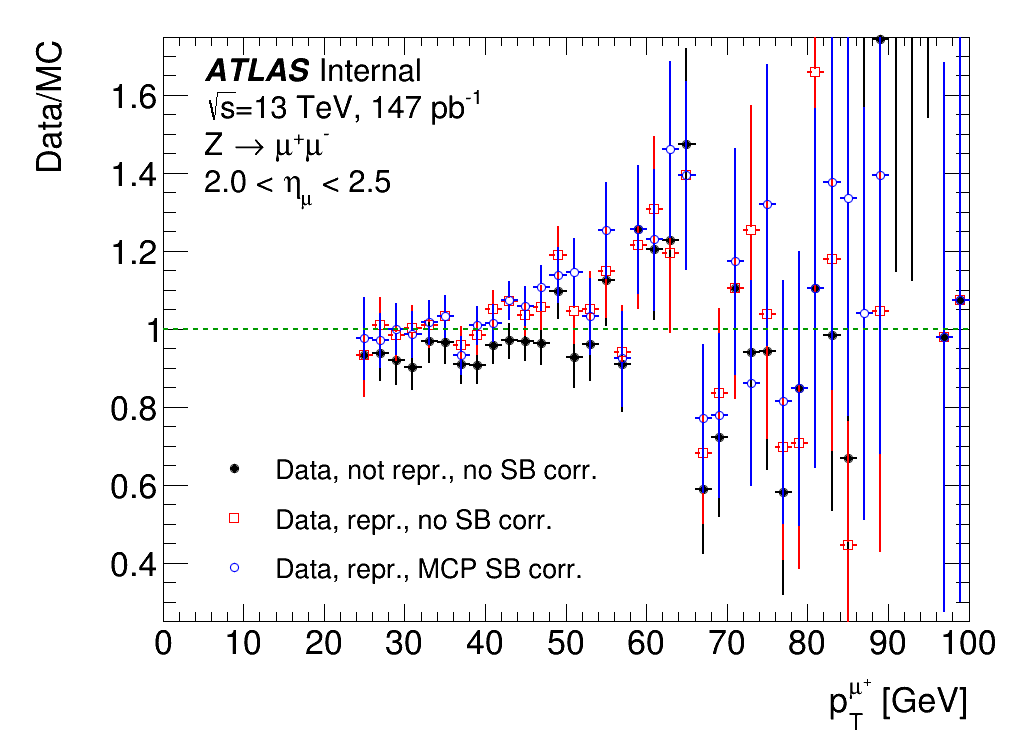 Data/MC
ATLAS Internal
√s=13 TeV, 147 pb⁻¹
Z → μ⁺μ⁻
2.0 < η_μ < 2.5
1.6
1.4
1.2
1
0.8
0.6
0.4
Data, not repr., no SB corr.
Data, repr., no SB corr.
Data, repr., MCP SB corr.
0 10 20 30 40 50 60 70 80 90 100
p_T^μ⁺ [GeV]